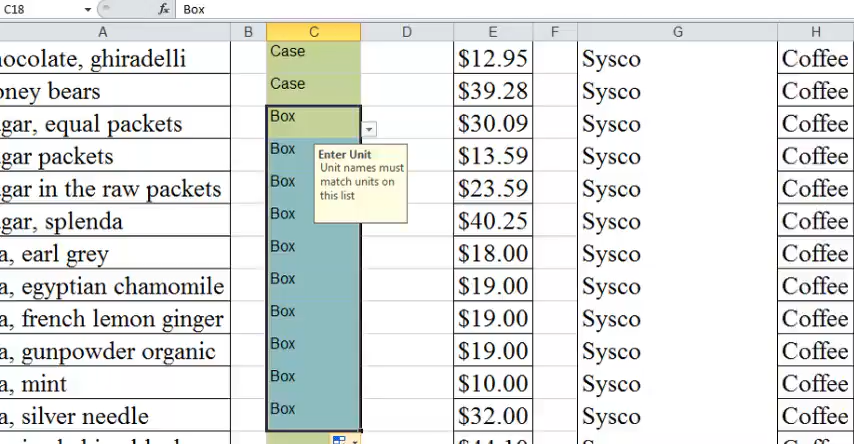 C18 fx Box
A B C D E F G H
ocolate, ghiradelli Case $12.95 Sysco Coffee
oney bears Case $39.28 Sysco Coffee
gar, equal packets Box $30.09 Sysco Coffee
gar packets Box $13.59 Sysco Coffee
gar in the raw packets Box $23.59 Sysco Coffee
gar, splenda Box $40.25 Sysco Coffee
a, earl grey Box $18.00 Sysco Coffee
a, egyptian chamomile Box $19.00 Sysco Coffee
a, french lemon ginger Box $19.00 Sysco Coffee
a, gunpowder organic Box $19.00 Sysco Coffee
a, mint Box $10.00 Sysco Coffee
a, silver needle Box $32.00 Sysco Coffee
Enter Unit
Unit names must
match units on
this list